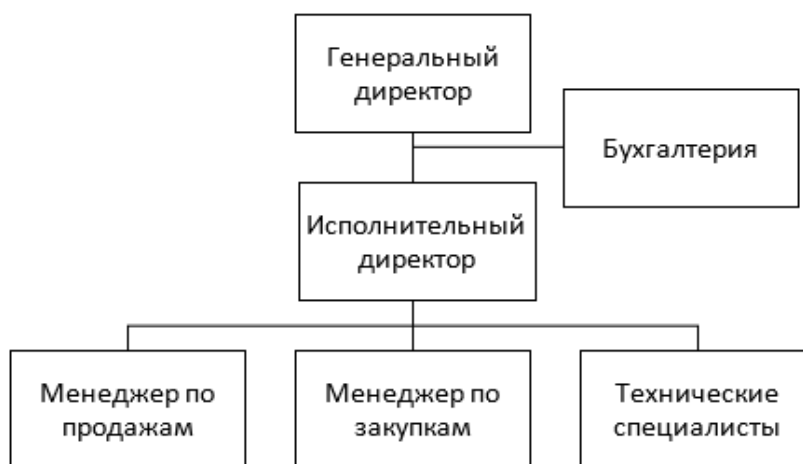 Генеральный
директор
Бухгалтерия
Исполнительный
директор
Менеджер по
продажам
Менеджер по
закупкам
Технические
специалисты